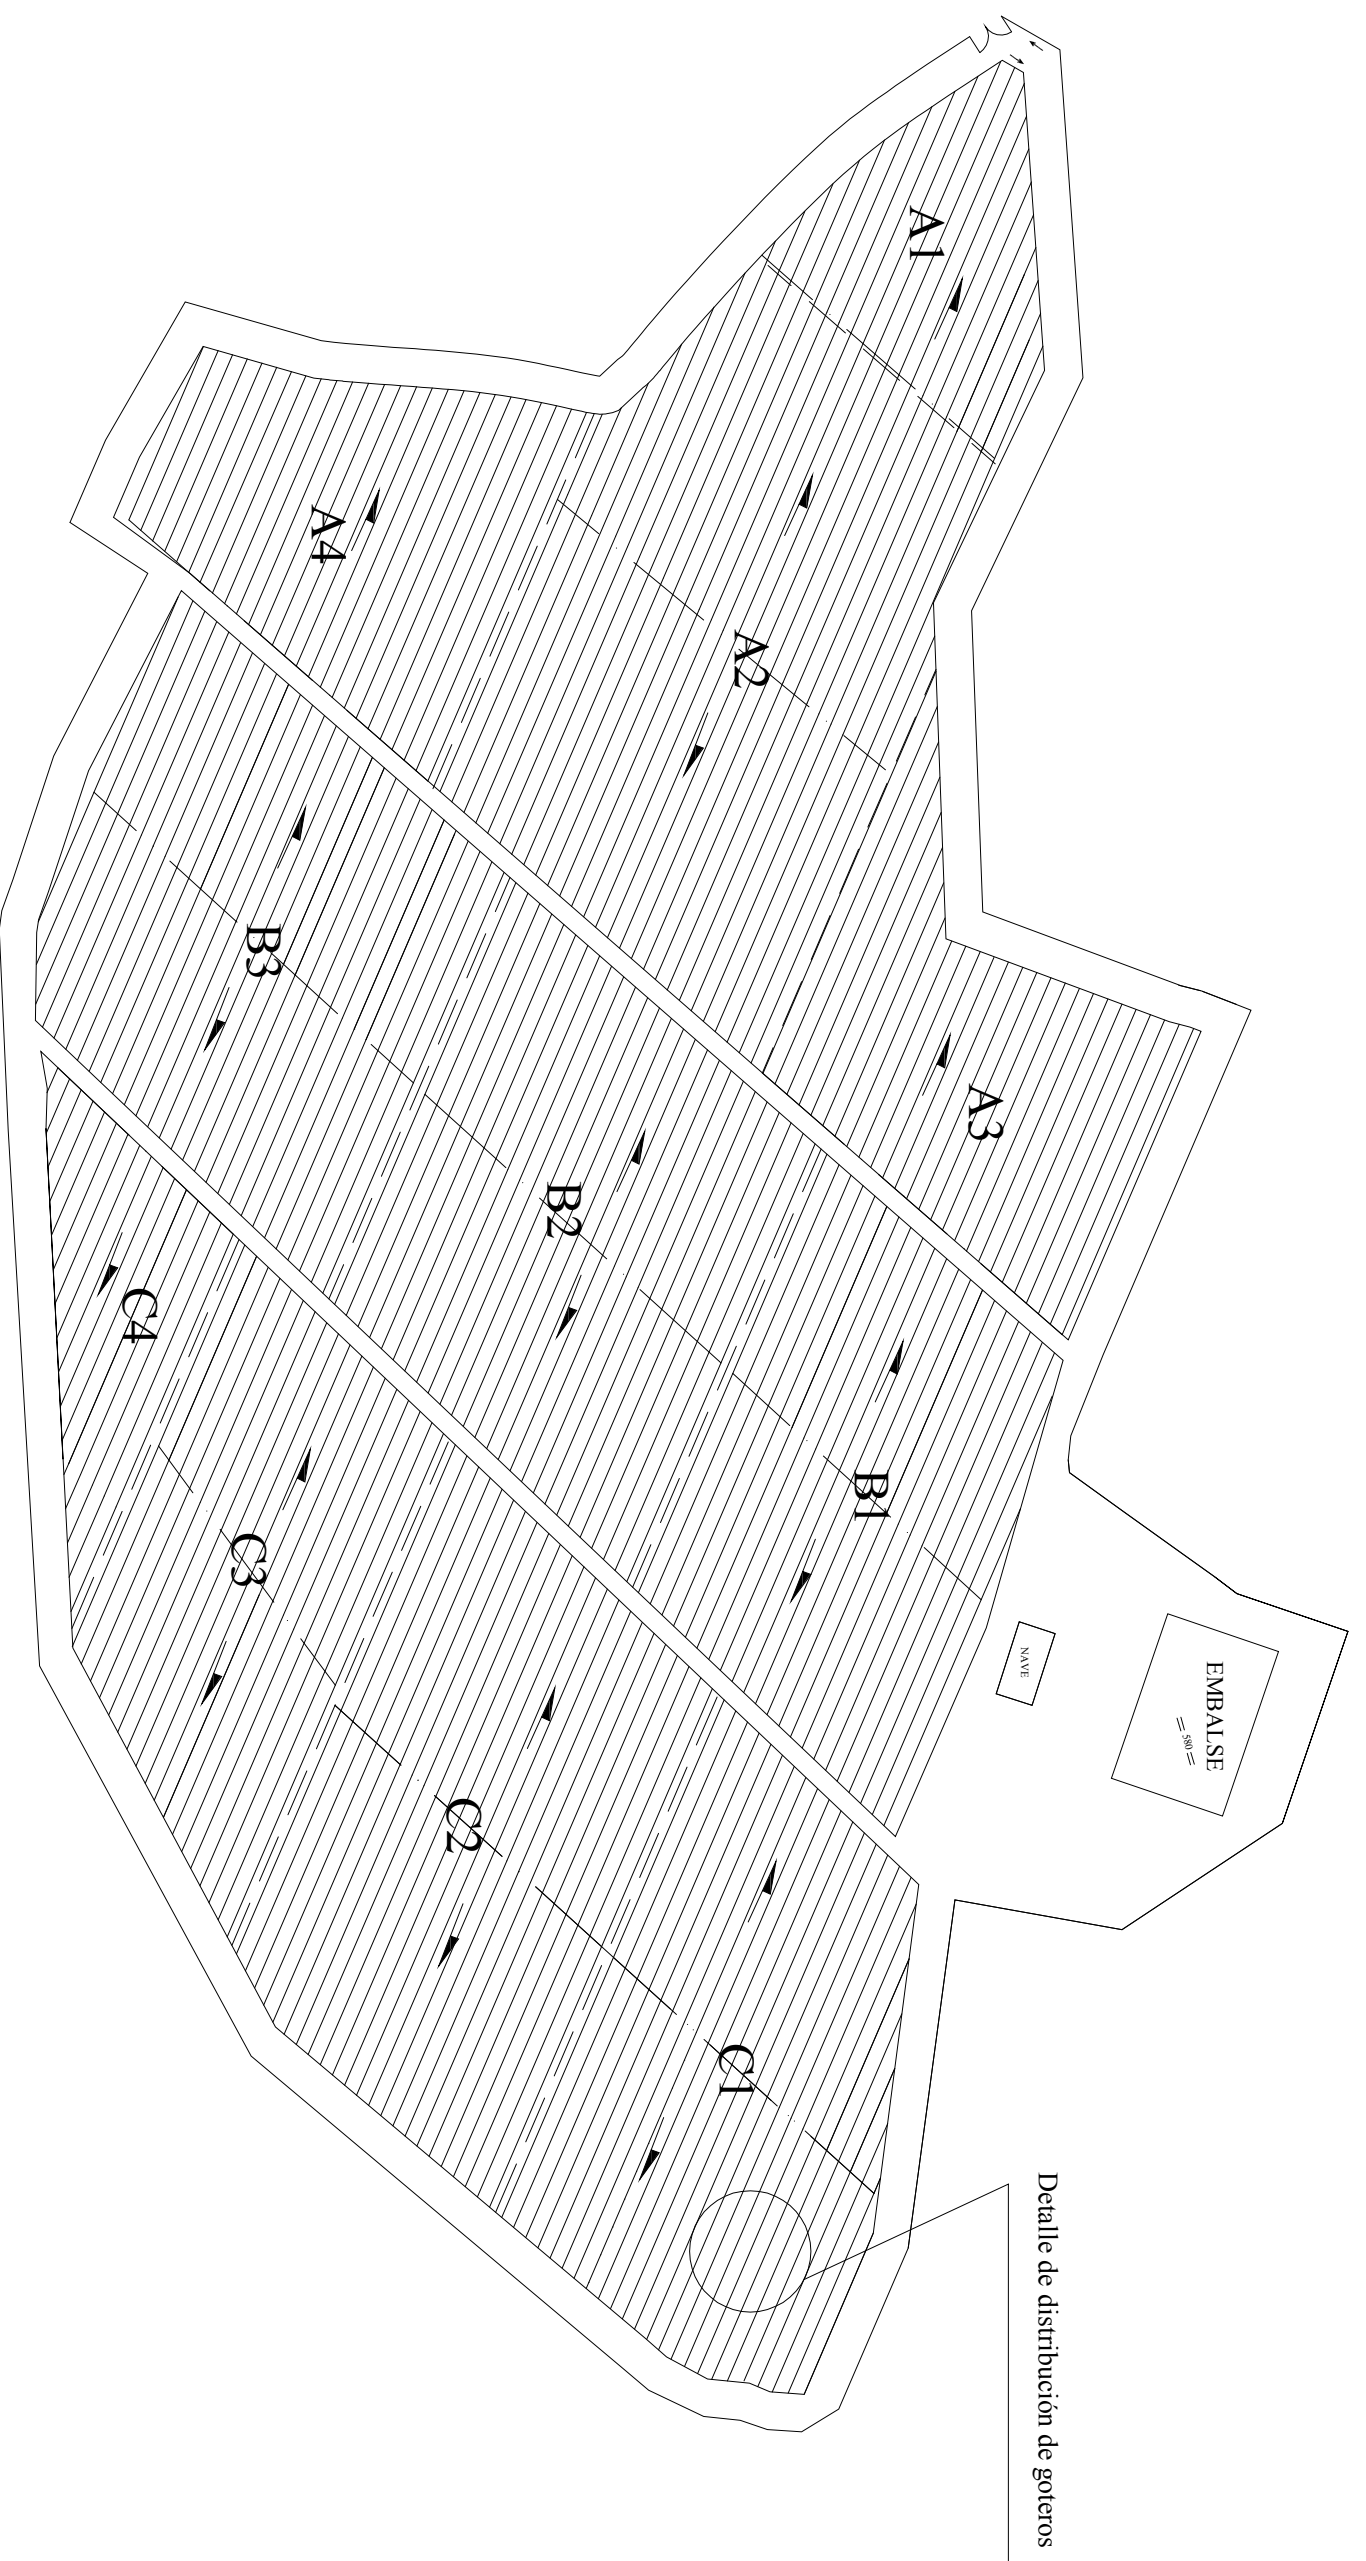 A1
A2
A3
A4
B3
B2
B1
C4
C3
C2
C1
NAVE
EMBALSE
580
Detalle de distribución de goteros